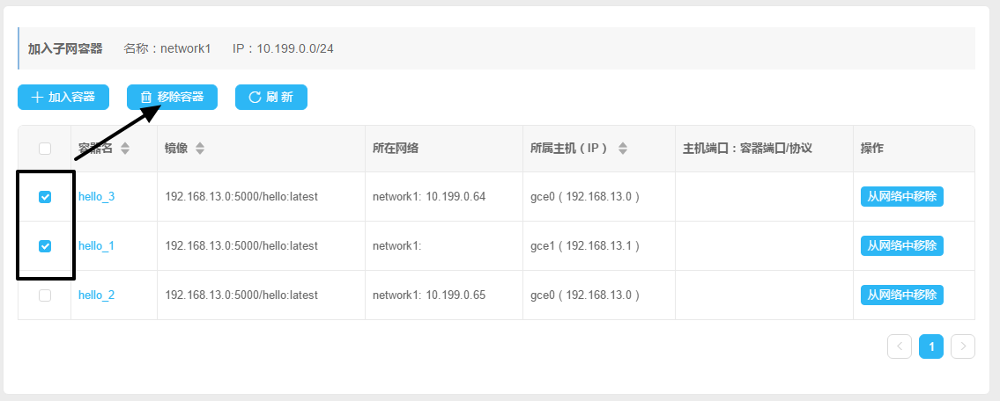 加入子网容器 名称：network1 IP：10.199.0.0/24
加入容器 移除容器 刷 新
容器名 镜像 所在网络 所属主机（IP） 主机端口：容器端口/协议 操作
hello_3 192.168.13.0:5000/hello:latest network1: 10.199.0.64 gce0 ( 192.168.13.0 ) 从网络中移除
hello_1 192.168.13.0:5000/hello:latest network1: gce1 ( 192.168.13.1 ) 从网络中移除
hello_2 192.168.13.0:5000/hello:latest network1: 10.199.0.65 gce0 ( 192.168.13.0 ) 从网络中移除
1